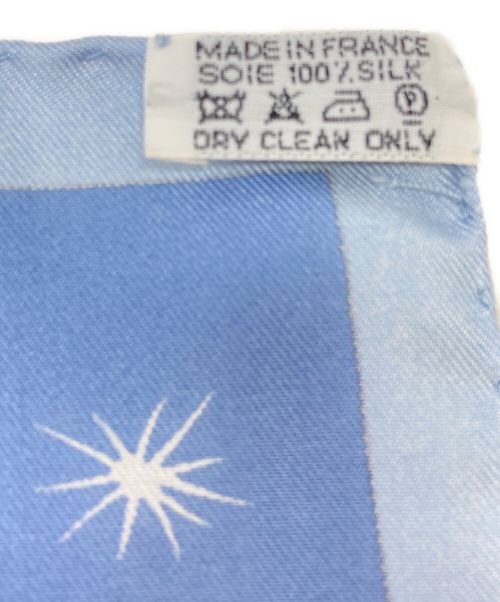 MADE IN FRANCE
SOIE 100% SILK
DRY CLEAN ONLY